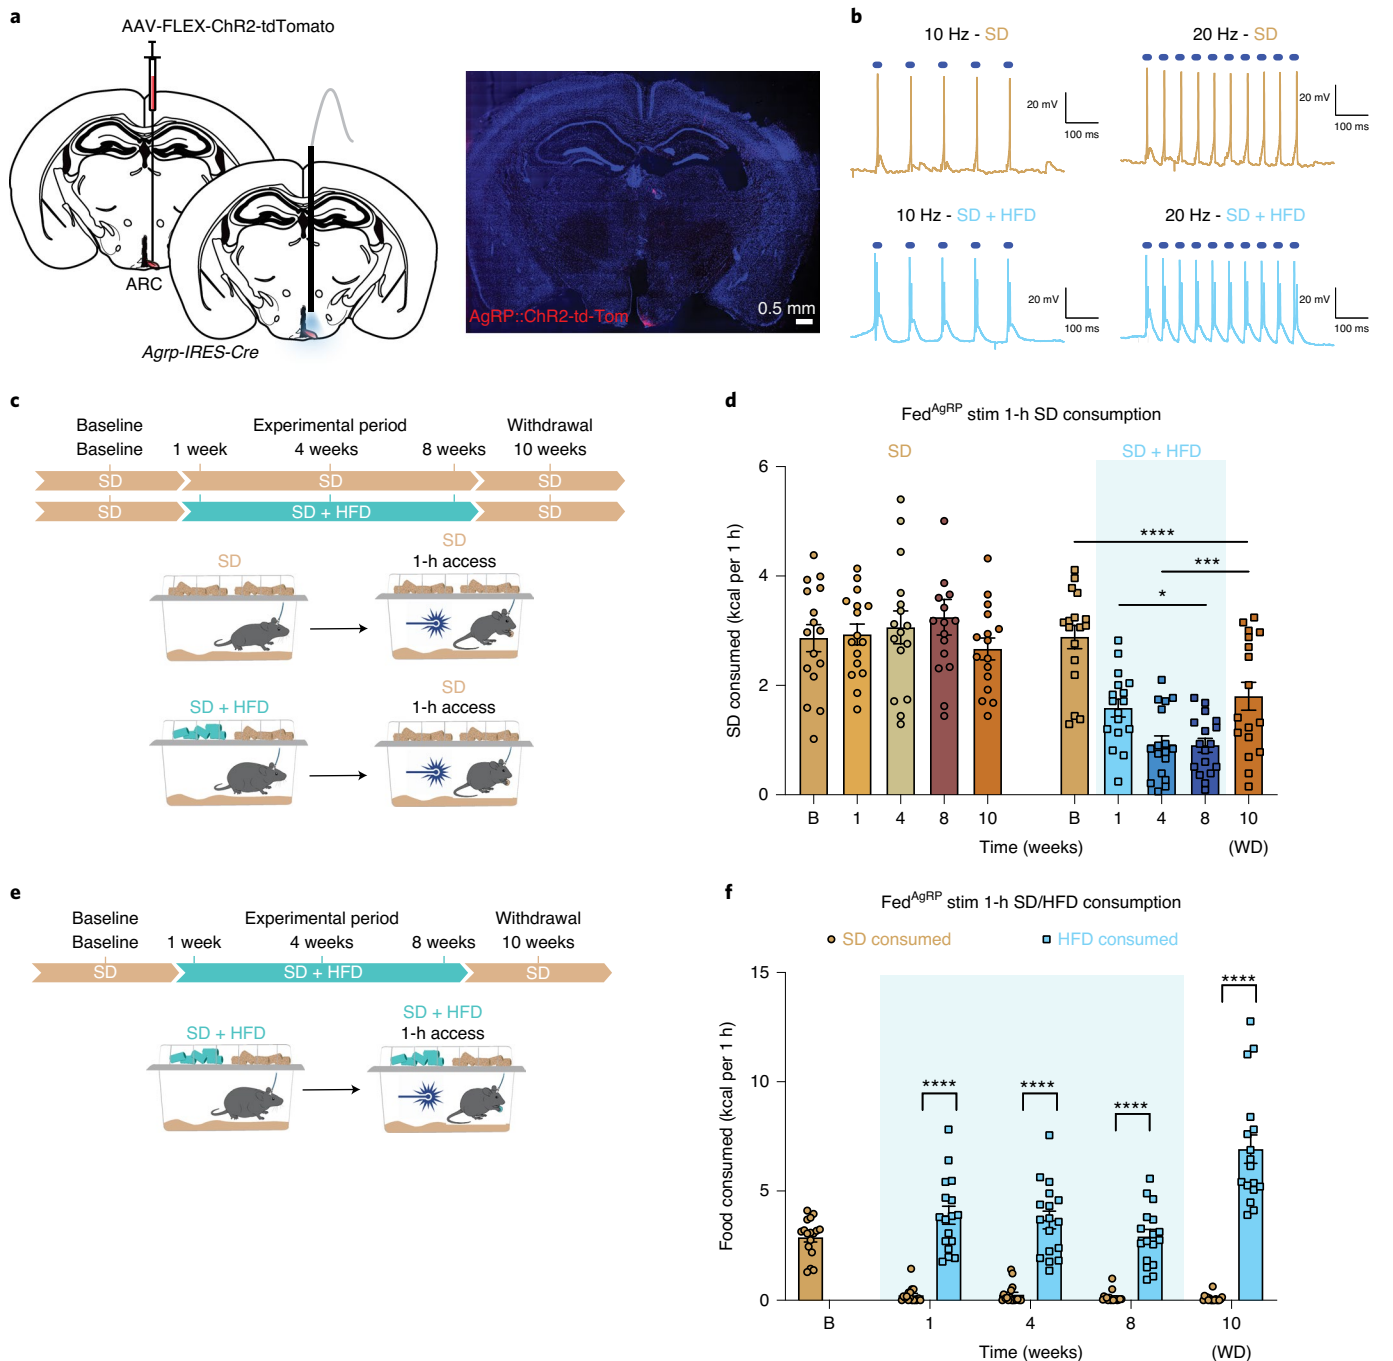 a
AAV-FLEX-ChR2-tdTomato
ARC
Agrp-IRES-Cre
AgRP::ChR2-td-Tom
0.5 mm
b
10 Hz - SD
20 Hz - SD
20 mV
100 ms
20 mV
100 ms
10 Hz - SD + HFD
20 Hz - SD + HFD
20 mV
100 ms
20 mV
100 ms
c
Baseline Experimental period Withdrawal
Baseline 1 week 4 weeks 8 weeks 10 weeks
SD SD SD
SD SD + HFD SD
SD
SD
1-h access
SD + HFD
SD
1-h access
d
Fed^AgRP stim 1-h SD consumption
SD
SD + HFD
SD consumed (kcal per 1 h)
6
4
2
0
****
***
*
B 1 4 8 10 B 1 4 8 10
Time (weeks) (WD)
e
Baseline Experimental period Withdrawal
Baseline 1 week 4 weeks 8 weeks 10 weeks
SD SD + HFD SD
SD + HFD
SD + HFD
1-h access
f
Fed^AgRP stim 1-h SD/HFD consumption
SD consumed HFD consumed
Food consumed (kcal per 1 h)
15
10
5
0
**** **** **** ****
B 1 4 8 10
Time (weeks) (WD)